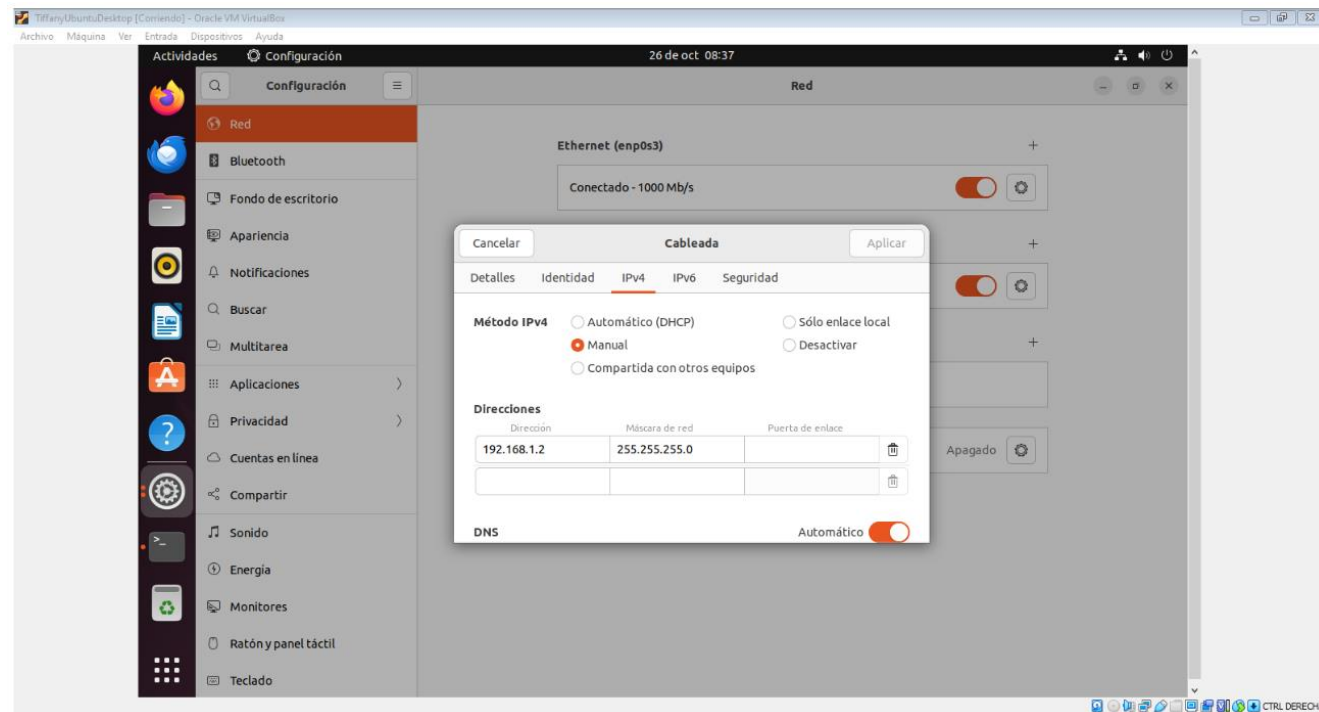 TiffanyUbuntuDesktop [Corriendo] - Oracle VM VirtualBox
Archivo Máquina Ver Entrada Dispositivos Ayuda
Actividades Configuración 26 de oct 08:37
Configuración Red
Red
Bluetooth
Fondo de escritorio
Apariencia
Notificaciones
Buscar
Multitarea
Aplicaciones
Privacidad
Cuentas en línea
Compartir
Sonido
Energía
Monitores
Ratón y panel táctil
Teclado
Ethernet (enp0s3)
Conectado - 1000 Mb/s
Apagado
Cancelar Cableada Aplicar
Detalles Identidad IPv4 IPv6 Seguridad
Método IPv4 Automático (DHCP) Sólo enlace local
Manual Desactivar
Compartida con otros equipos
Direcciones
Dirección Máscara de red Puerta de enlace
192.168.1.2 255.255.255.0
DNS Automático
CTRL DERECH